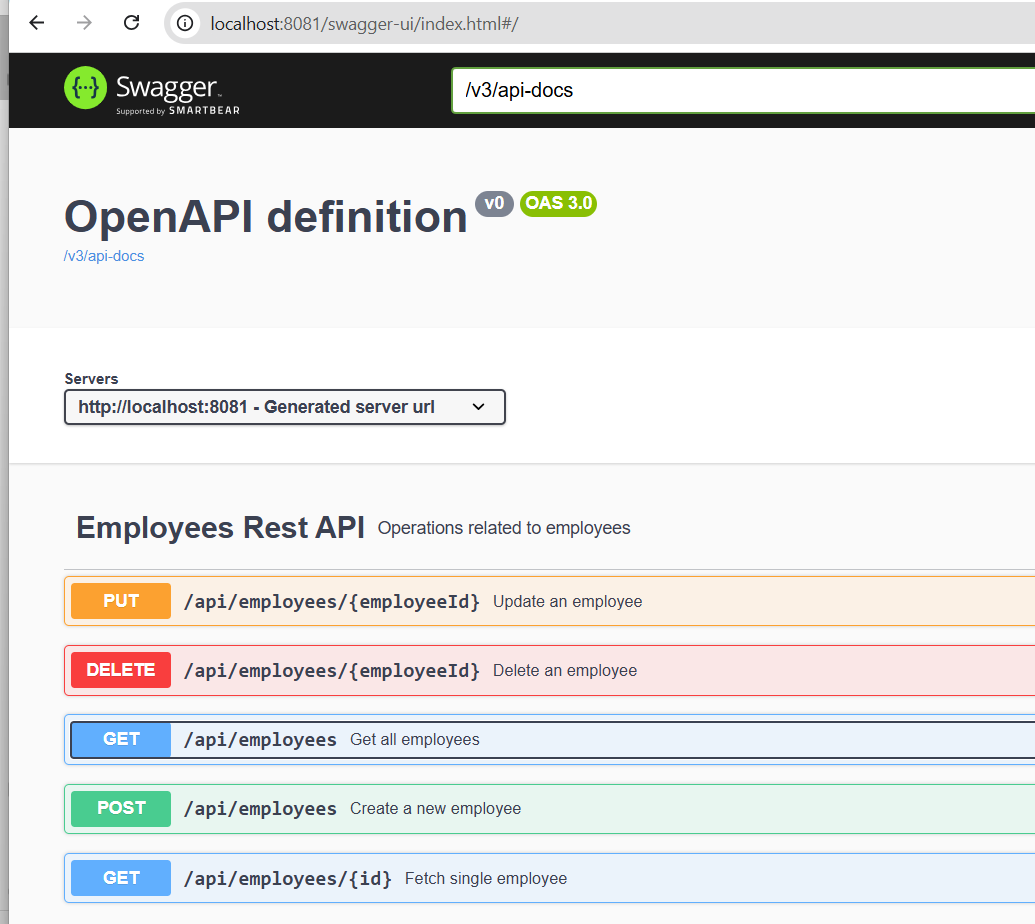 localhost:8081/swagger-ui/index.html#/
{···} Swagger™
Supported by SMARTBEAR
/v3/api-docs
OpenAPI definition v0 OAS 3.0
/v3/api-docs
Servers
http://localhost:8081 - Generated server url
Employees Rest API Operations related to employees
PUT /api/employees/{employeeId} Update an employee
DELETE /api/employees/{employeeId} Delete an employee
GET /api/employees Get all employees
POST /api/employees Create a new employee
GET /api/employees/{id} Fetch single employee